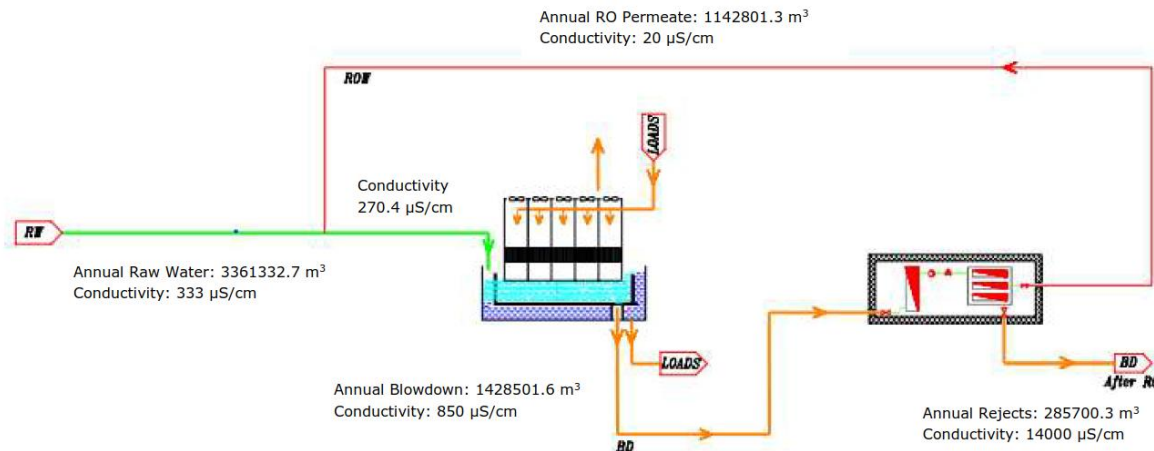 Annual RO Permeate: 1142801.3 m³
Conductivity: 20 µS/cm
ROW
LOADS
Conductivity
270.4 µS/cm
RW
Annual Raw Water: 3361332.7 m³
Conductivity: 333 µS/cm
LOADS
BD
After RO
Annual Blowdown: 1428501.6 m³
Conductivity: 850 µS/cm
Annual Rejects: 285700.3 m³
Conductivity: 14000 µS/cm
BD